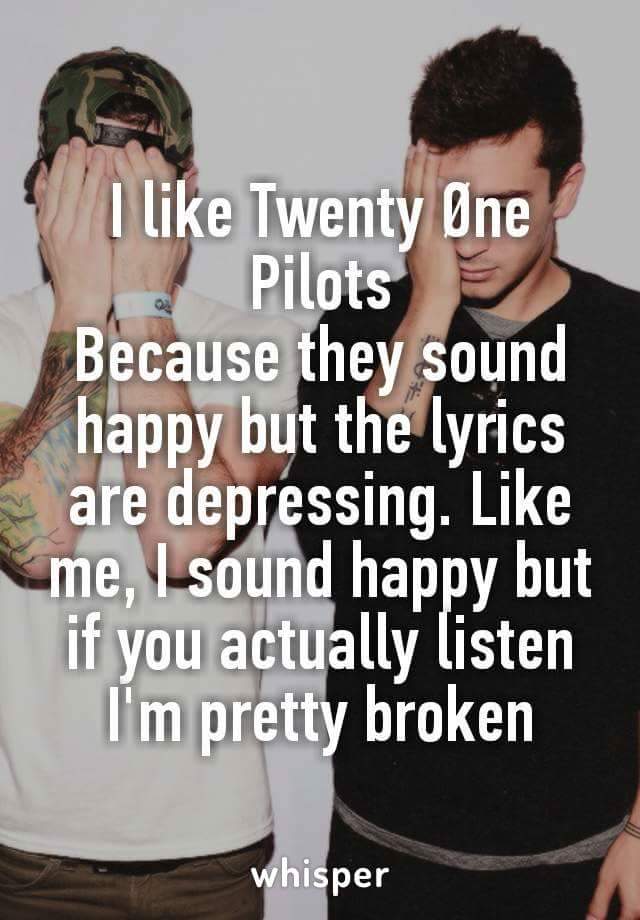 I like Twenty Øne
Pilots
Because they sound
happy but the lyrics
are depressing. Like
me, I sound happy but
if you actually listen
I'm pretty broken
whisper